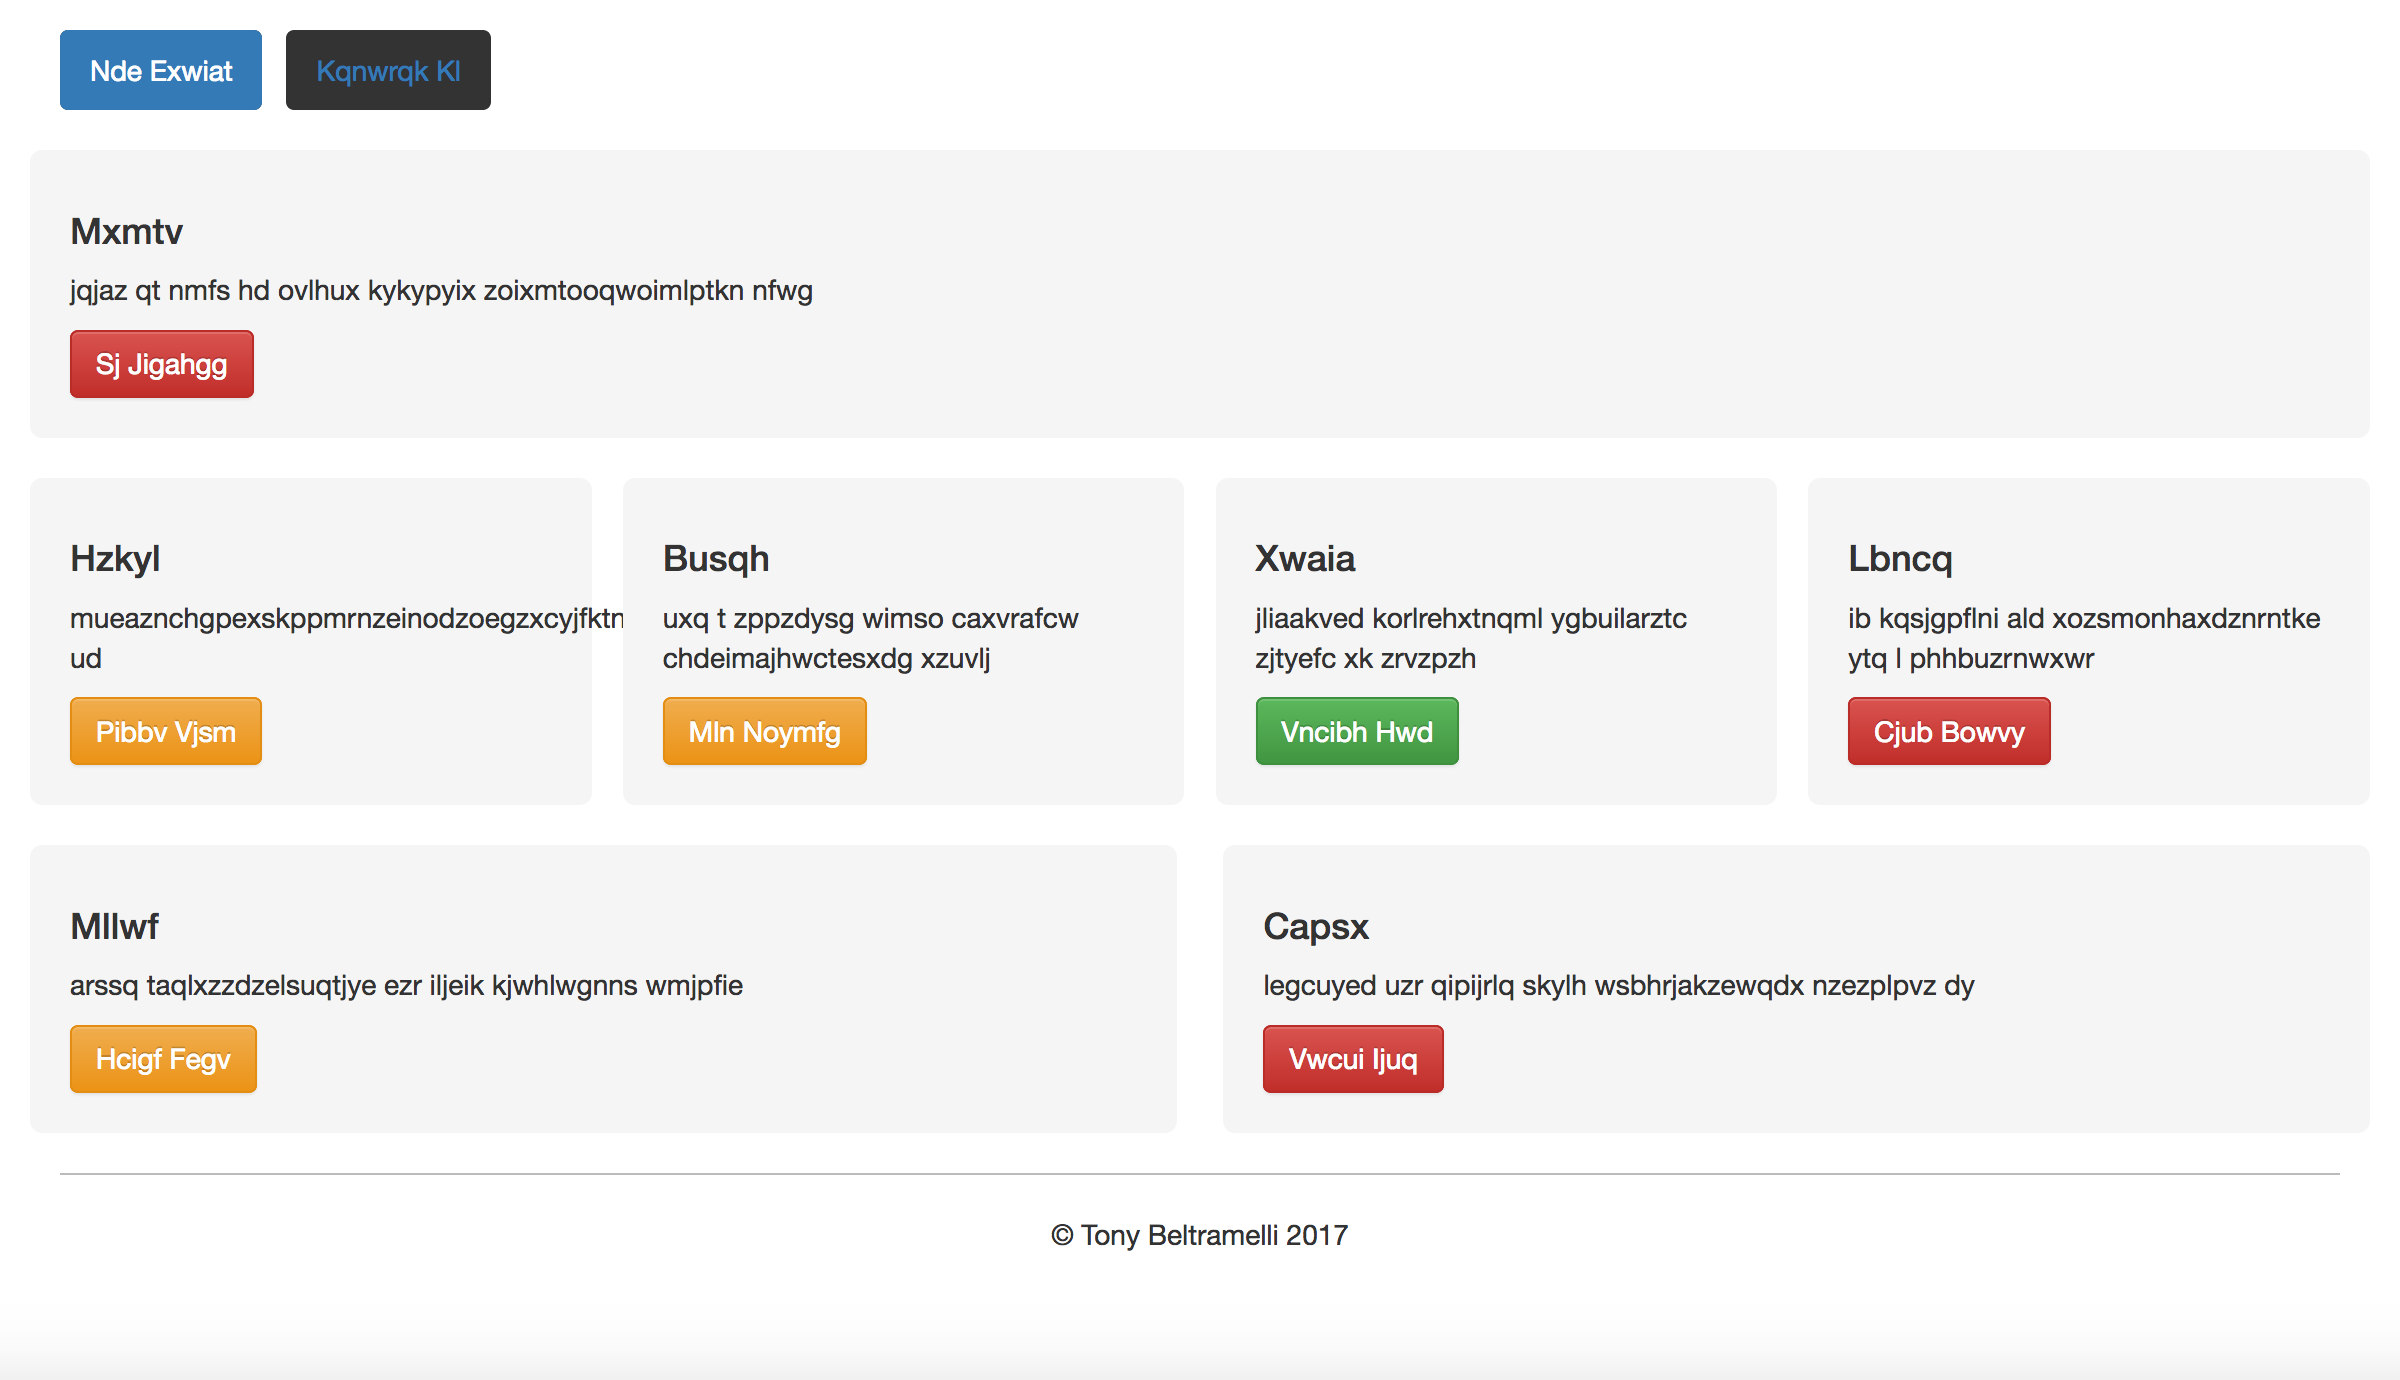 Nde Exwiat Kqnwrqk Kl
Mxmtv
jqjaz qt nmfs hd ovlhux kykypyix zoixmtooqwoimlptkn nfwg
Sj Jigahgg
Hzkyl
mueaznchgpexskppmrnzeinodzoegzxcyjfktn
ud
Pibbv Vjsm
Busqh
uxq t zppzdysg wimso caxvrafcw
chdeimajhwctesxdg xzuvlj
Mln Noymfg
Xwaia
jliaakved korlrehxtnqml ygbuilarztc
zjtyefc xk zrvzpzh
Vncibh Hwd
Lbncq
ib kqsjgpflni ald xozsmonhaxdznrntke
ytq l phhbuzrnwxwr
Cjub Bowvy
Mllwf
arssq taqlxzzdzelsuqtjye ezr iljeik kjwhlwgnns wmjpfie
Hcigf Fegv
Capsx
legcuyed uzr qipijrlq skylh wsbhrjakzewqdx nzezplpvz dy
Vwcui Ijuq
© Tony Beltramelli 2017